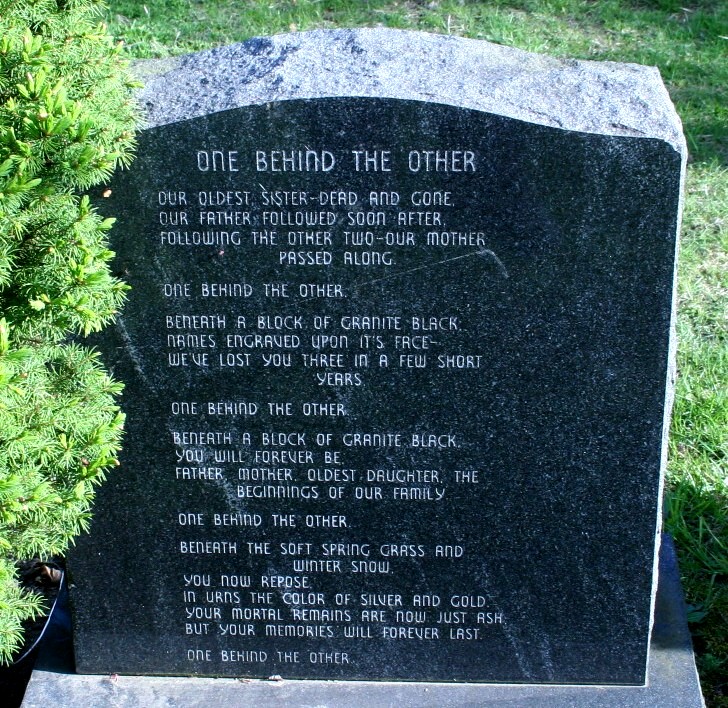 ONE BEHIND THE OTHER
OUR OLDEST SISTER-DEAD AND GONE,
OUR FATHER FOLLOWED SOON AFTER,
FOLLOWING THE OTHER TWO-OUR MOTHER
PASSED ALONG.
ONE BEHIND THE OTHER.
BENEATH A BLOCK OF GRANITE BLACK,
NAMES ENGRAVED UPON IT'S FACE-
WE'VE LOST YOU THREE IN A FEW SHORT
YEARS
ONE BEHIND THE OTHER.
BENEATH A BLOCK OF GRANITE BLACK,
YOU WILL FOREVER BE,
FATHER, MOTHER, OLDEST DAUGHTER, THE
BEGINNINGS OF OUR FAMILY
ONE BEHIND THE OTHER.
BENEATH THE SOFT SPRING GRASS AND
WINTER SNOW,
YOU NOW REPOSE,
IN URNS THE COLOR OF SILVER AND GOLD.
YOUR MORTAL REMAINS ARE NOW JUST ASH,
BUT YOUR MEMORIES WILL FOREVER LAST.
ONE BEHIND THE OTHER.